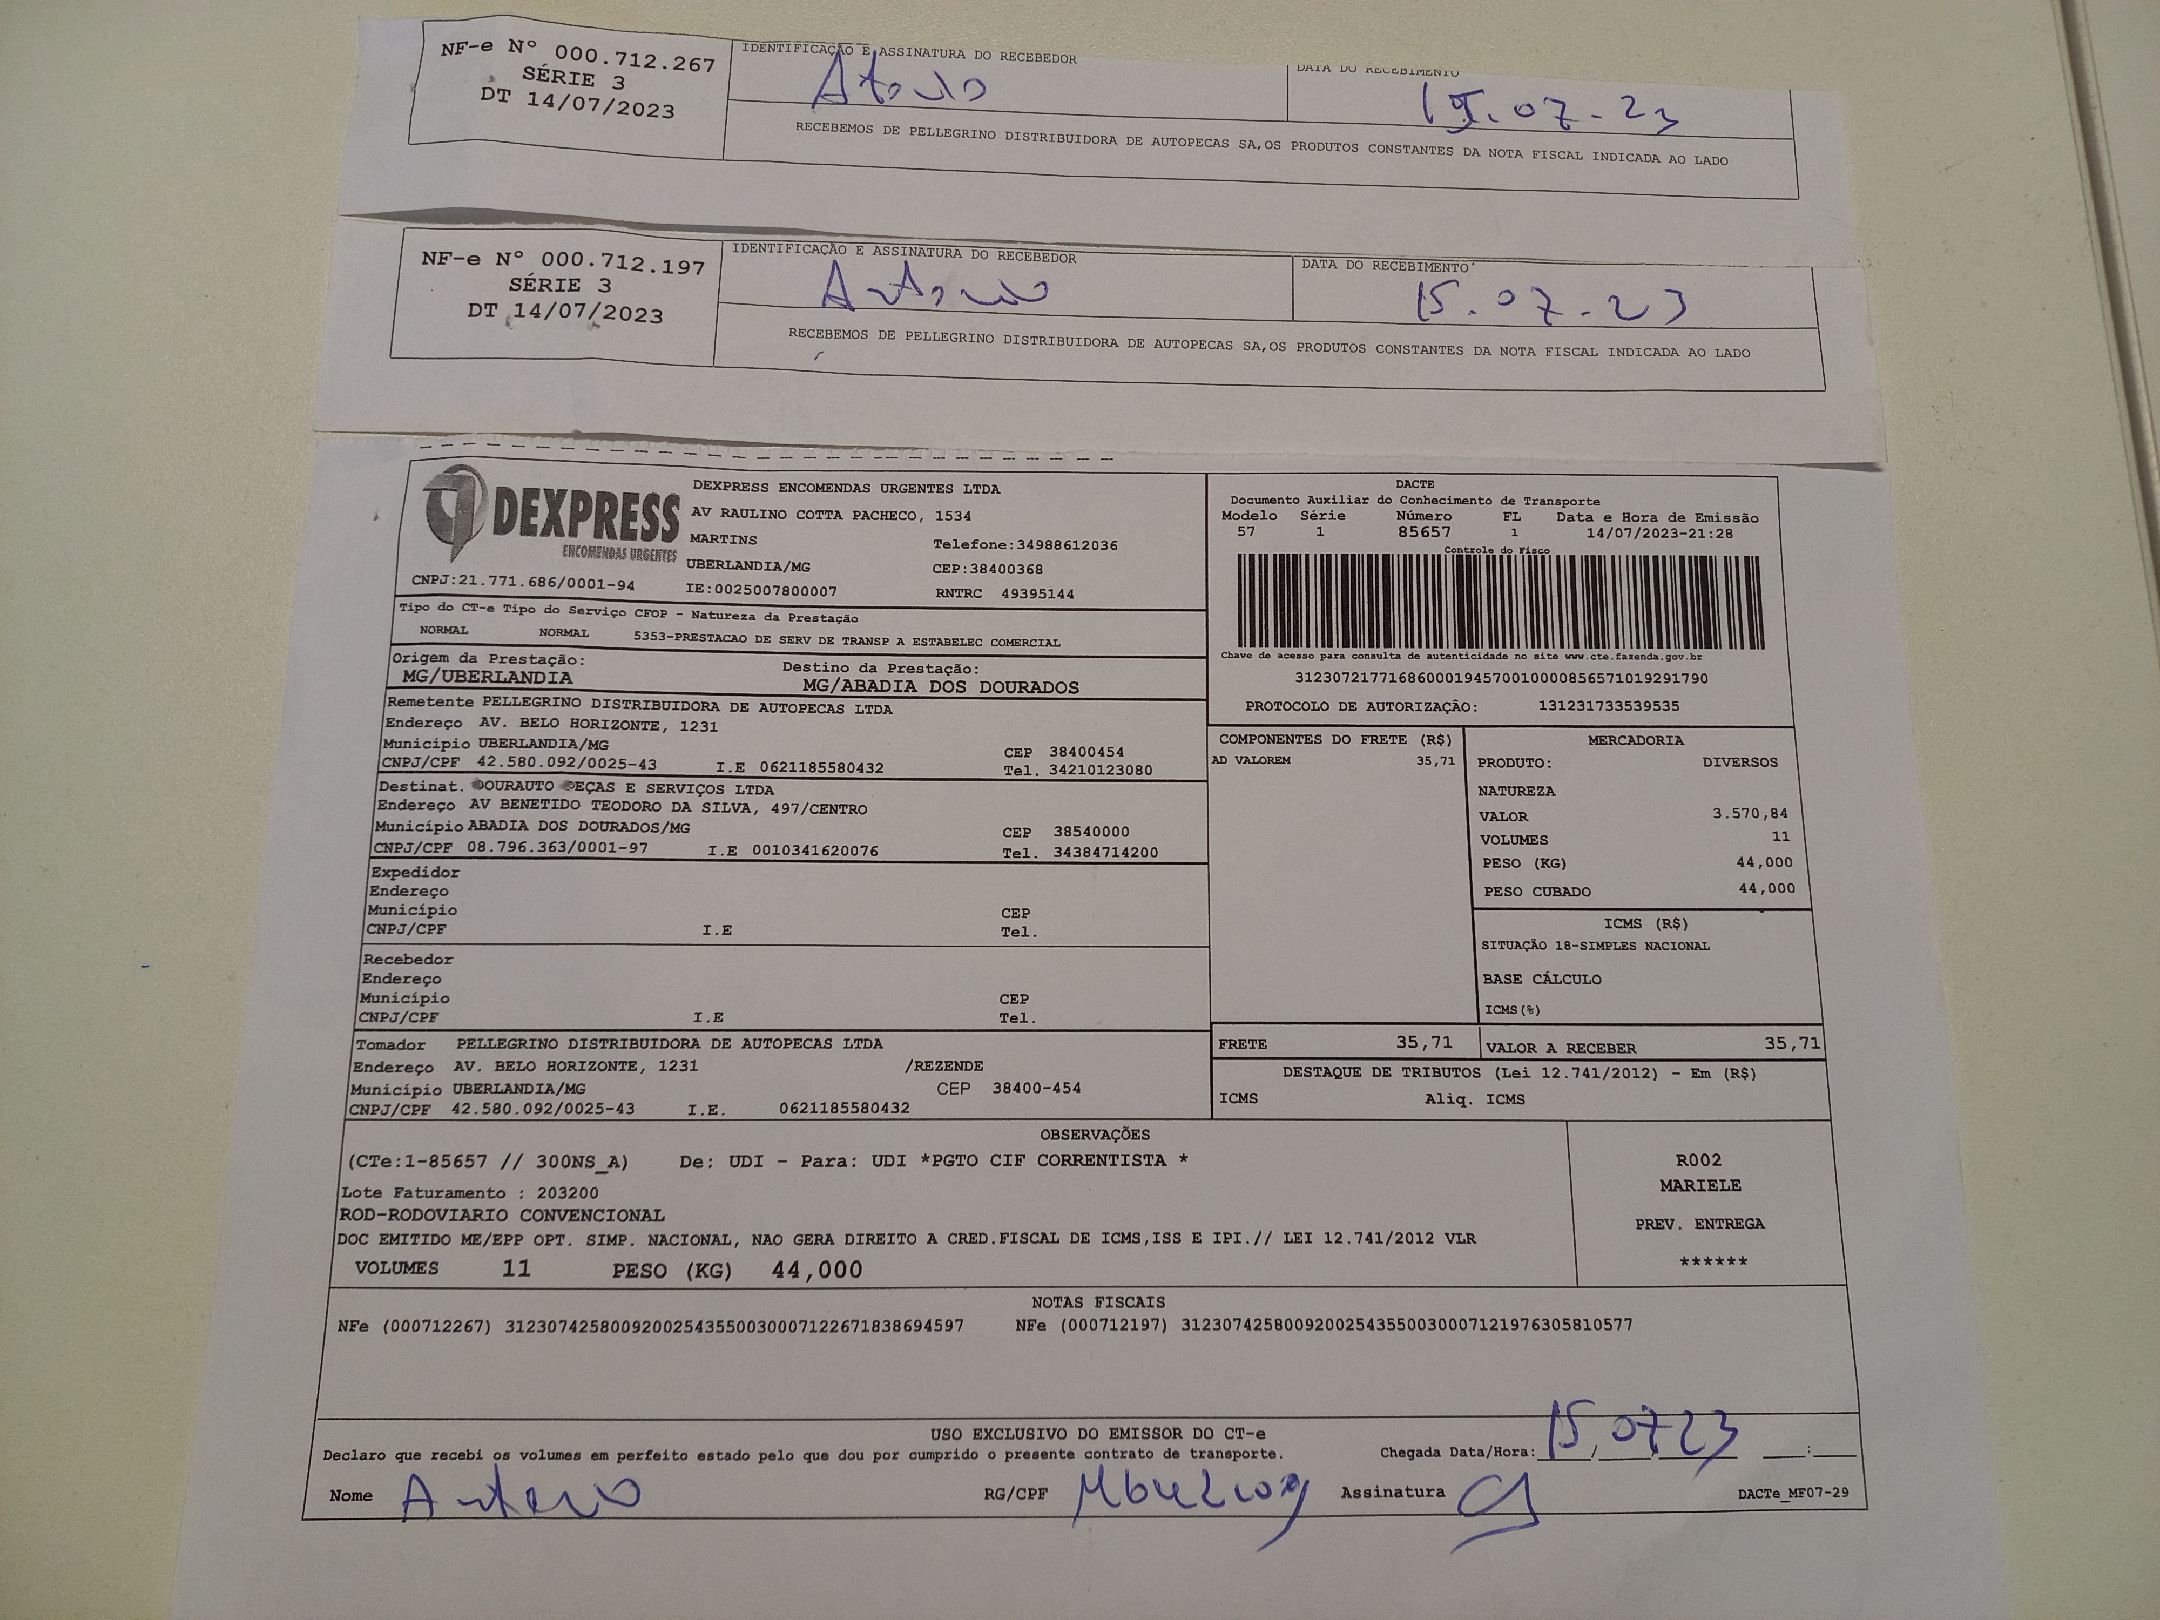 NF-e Nº 000.712.267
SÉRIE 3
DT 14/07/2023
IDENTIFICAÇÃO E ASSINATURA DO RECEBEDOR
DATA DO RECEBIMENTO
15.07-23
RECEBEMOS DE PELLEGRINO DISTRIBUIDORA DE AUTOPECAS SA,OS PRODUTOS CONSTANTES DA NOTA FISCAL INDICADA AO LADO
NF-e Nº 000.712.197
SÉRIE 3
DT 14/07/2023
IDENTIFICAÇÃO E ASSINATURA DO RECEBEDOR
Antonio
DATA DO RECEBIMENTO
15.07-23
RECEBEMOS DE PELLEGRINO DISTRIBUIDORA DE AUTOPECAS SA,OS PRODUTOS CONSTANTES DA NOTA FISCAL INDICADA AO LADO
DEXPRESS
ENCOMENDAS URGENTES
CNPJ:21.771.686/0001-94
DEXPRESS ENCOMENDAS URGENTES LTDA
AV RAULINO COTTA PACHECO, 1534
MARTINS Telefone:34988612036
UBERLANDIA/MG CEP:38400368
IE:0025007800007 RNTRC 49395144
DACTE
Documento Auxiliar do Conhecimento de Transporte
Modelo Série Número FL Data e Hora de Emissão
57 1 85657 1 14/07/2023-21:28
Controle do Fisco
Chave de acesso para consulta de autenticidade no site www.cte.fazenda.gov.br
31230721771686000194570010000856571019291790
PROTOCOLO DE AUTORIZAÇÃO: 131231733539535
Tipo do CT-e Tipo do Serviço CFOP - Natureza da Prestação
NORMAL NORMAL 5353-PRESTACAO DE SERV DE TRANSP A ESTABELEC COMERCIAL
Origem da Prestação: Destino da Prestação:
MG/UBERLANDIA MG/ABADIA DOS DOURADOS
Remetente PELLEGRINO DISTRIBUIDORA DE AUTOPECAS LTDA
Endereço AV. BELO HORIZONTE, 1231
Município UBERLANDIA/MG CEP 38400454
CNPJ/CPF 42.580.092/0025-43 I.E 0621185580432 Tel. 34210123080
Destinat. DOURAUTO PEÇAS E SERVIÇOS LTDA
Endereço AV BENETIDO TEODORO DA SILVA, 497/CENTRO
Município ABADIA DOS DOURADOS/MG CEP 38540000
CNPJ/CPF 08.796.363/0001-97 I.E 0010341620076 Tel. 34384714200
Expedidor
Endereço
Município CEP
CNPJ/CPF I.E Tel.
Recebedor
Endereço
Município CEP
CNPJ/CPF I.E Tel.
Tomador PELLEGRINO DISTRIBUIDORA DE AUTOPECAS LTDA
Endereço AV. BELO HORIZONTE, 1231 /REZENDE
Município UBERLANDIA/MG CEP 38400-454
CNPJ/CPF 42.580.092/0025-43 I.E. 0621185580432
COMPONENTES DO FRETE (R$)
AD VALOREM 35,71
MERCADORIA
PRODUTO: DIVERSOS
NATUREZA
VALOR 3.570,84
VOLUMES 11
PESO (KG) 44,000
PESO CUBADO 44,000
ICMS (R$)
SITUAÇÃO 18-SIMPLES NACIONAL
BASE CÁLCULO
ICMS(%)
FRETE 35,71 VALOR A RECEBER 35,71
DESTAQUE DE TRIBUTOS (Lei 12.741/2012) - Em (R$)
ICMS Aliq. ICMS
OBSERVAÇÕES
(CTe:1-85657 // 300NS_A) De: UDI - Para: UDI *PGTO CIF CORRENTISTA *
Lote Faturamento : 203200
ROD-RODOVIARIO CONVENCIONAL
DOC EMITIDO ME/EPP OPT. SIMP. NACIONAL, NAO GERA DIREITO A CRED.FISCAL DE ICMS,ISS E IPI.// LEI 12.741/2012 VLR
VOLUMES 11 PESO (KG) 44,000
R002
MARIELE
PREV. ENTREGA
******
NOTAS FISCAIS
NFe (000712267) 31230742580092002543550030007122671838694597 NFe (000712197) 31230742580092002543550030007121976305810577
USO EXCLUSIVO DO EMISSOR DO CT-e
Declaro que recebi os volumes em perfeito estado pelo que dou por cumprido o presente contrato de transporte. Chegada Data/Hora: 15/07/23 :
Nome Antonio RG/CPF Assinatura DACTe_MF07-29